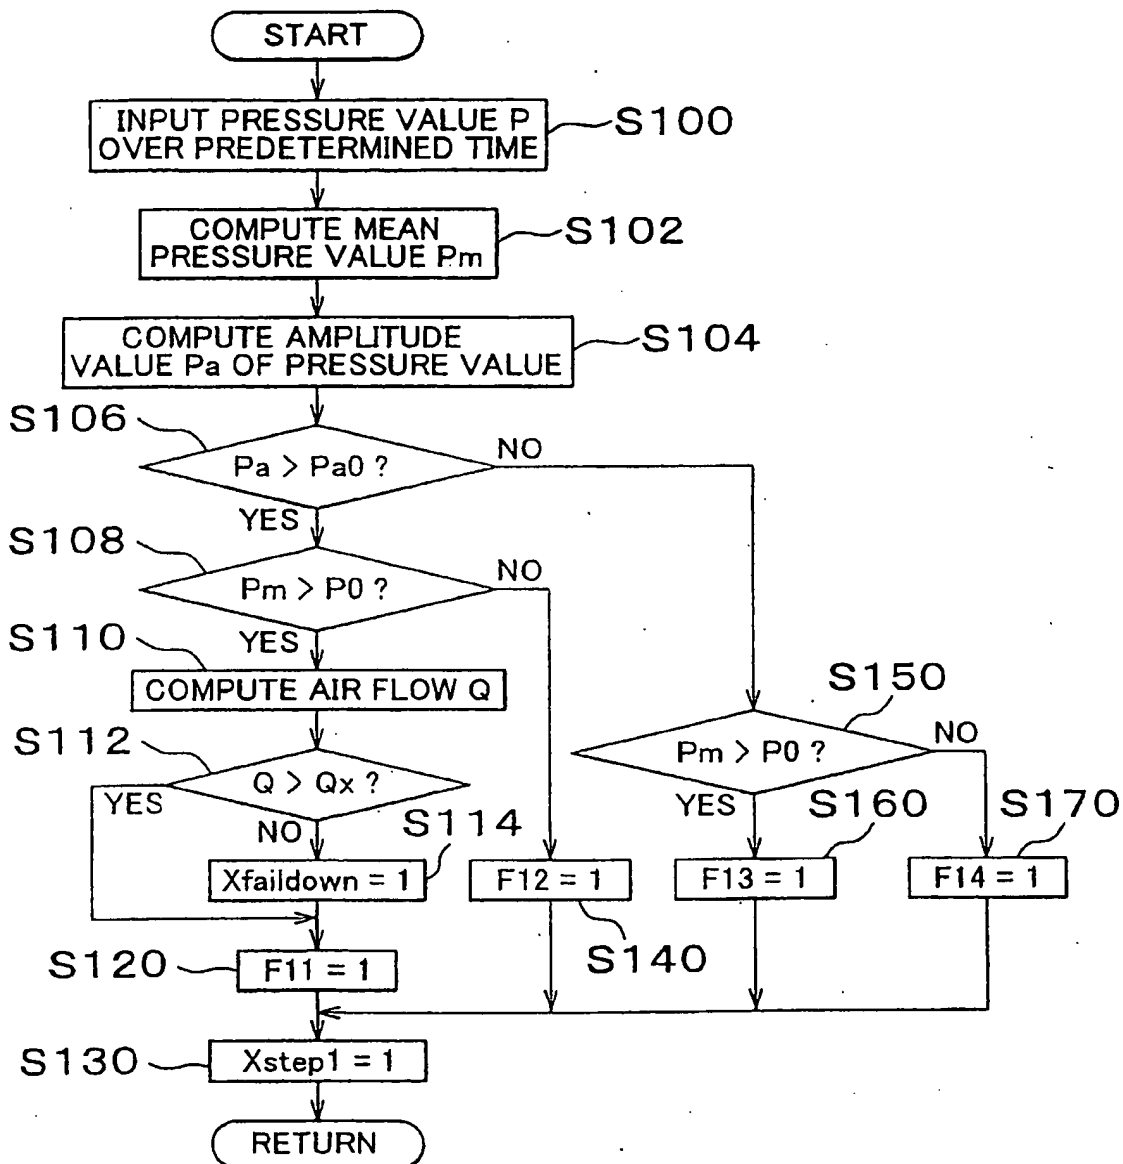 START
INPUT PRESSURE VALUE P
OVER PREDETERMINED TIME
S100
COMPUTE MEAN
PRESSURE VALUE Pm
S102
COMPUTE AMPLITUDE
VALUE Pa OF PRESSURE VALUE
S104
S106
Pa > Pa0 ?
NO
YES
S108
Pm > P0 ?
NO
YES
S110
COMPUTE AIR FLOW Q
S112
Q > Qx ?
YES
NO
S150
Pm > P0 ?
NO
YES
S114
Xfaildown = 1
S140
F12 = 1
S160
F13 = 1
S170
F14 = 1
S120
F11 = 1
S130
Xstep1 = 1
RETURN